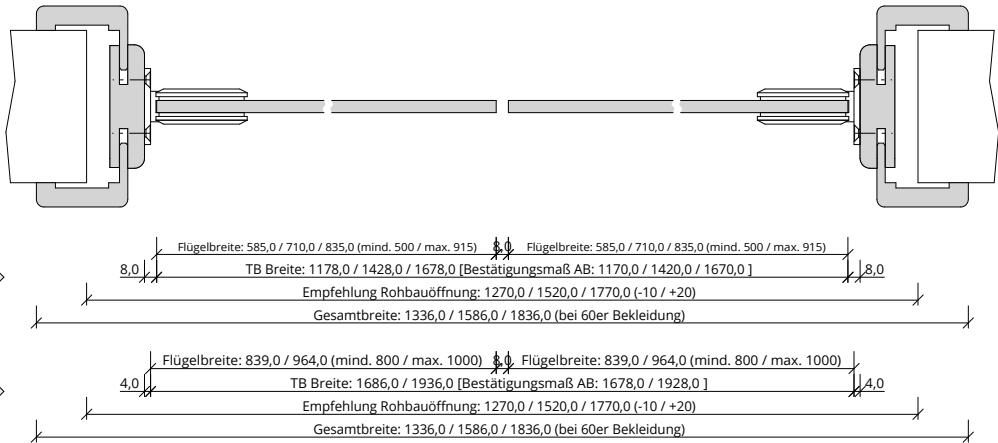 Flügelbreite: 585,0 / 710,0 / 835,0 (mind. 500 / max. 915) 8,0 Flügelbreite: 585,0 / 710,0 / 835,0 (mind. 500 / max. 915)
8,0 TB Breite: 1178,0 / 1428,0 / 1678,0 [Bestätigungsmaß AB: 1170,0 / 1420,0 / 1670,0 ] 8,0
Empfehlung Rohbauöffnung: 1270,0 / 1520,0 / 1770,0 (-10 / +20)
Gesamtbreite: 1336,0 / 1586,0 / 1836,0 (bei 60er Bekleidung)
Flügelbreite: 839,0 / 964,0 (mind. 800 / max. 1000) 8,0 Flügelbreite: 839,0 / 964,0 (mind. 800 / max. 1000)
4,0 TB Breite: 1686,0 / 1936,0 [Bestätigungsmaß AB: 1678,0 / 1928,0 ] 4,0
Empfehlung Rohbauöffnung: 1270,0 / 1520,0 / 1770,0 (-10 / +20)
Gesamtbreite: 1336,0 / 1586,0 / 1836,0 (bei 60er Bekleidung)